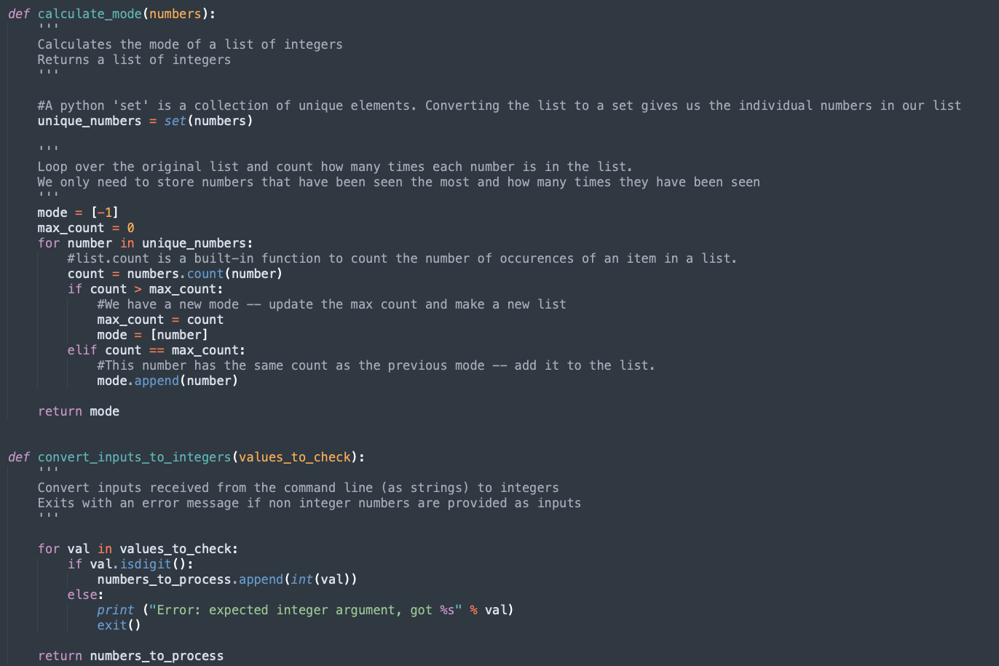 def calculate_mode(numbers):
    '''
    Calculates the mode of a list of integers
    Returns a list of integers
    '''

    #A python 'set' is a collection of unique elements. Converting the list to a set gives us the individual numbers in our list
    unique_numbers = set(numbers)

    '''
    Loop over the original list and count how many times each number is in the list.
    We only need to store numbers that have been seen the most and how many times they have been seen
    '''
    mode = [-1]
    max_count = 0
    for number in unique_numbers:
        #list.count is a built-in function to count the number of occurences of an item in a list.
        count = numbers.count(number)
        if count > max_count:
            #We have a new mode -- update the max count and make a new list
            max_count = count
            mode = [number]
        elif count == max_count:
            #This number has the same count as the previous mode -- add it to the list.
            mode.append(number)

    return mode


def convert_inputs_to_integers(values_to_check):
    '''
    Convert inputs received from the command line (as strings) to integers
    Exits with an error message if non integer numbers are provided as inputs
    '''

    for val in values_to_check:
        if val.isdigit():
            numbers_to_process.append(int(val))
        else:
            print ("Error: expected integer argument, got %s" % val)
            exit()

    return numbers_to_process